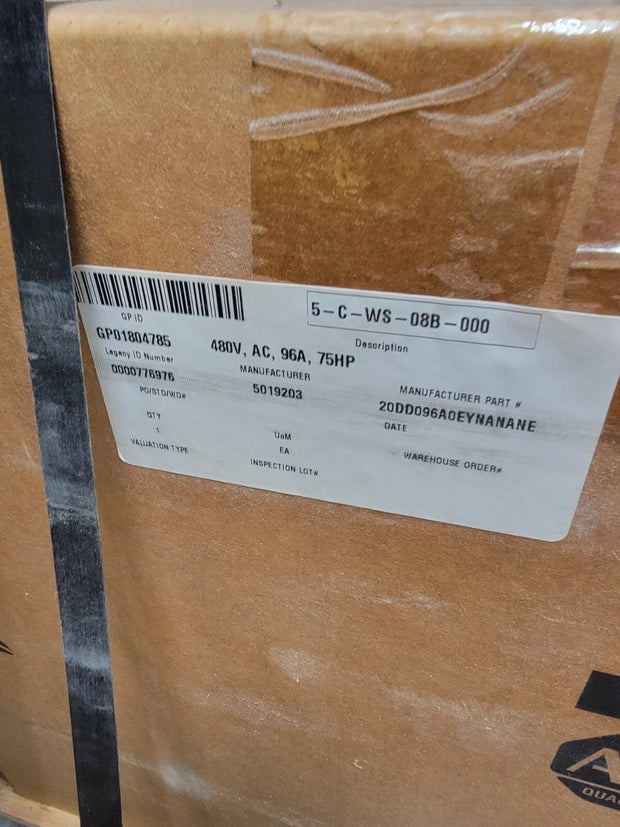 5-C-WS-08B-000
GP ID
Description
GP01804785
480V, AC, 96A, 75HP
Legacy ID Number
MANUFACTURER
MANUFACTURER PART #
0000776976
5019203
20DD096A0EYNANANE
PO/STO/WO#
DATE
QTY
UoM
WAREHOUSE ORDER#
1
EA
VALUATION TYPE
INSPECTION LOT#